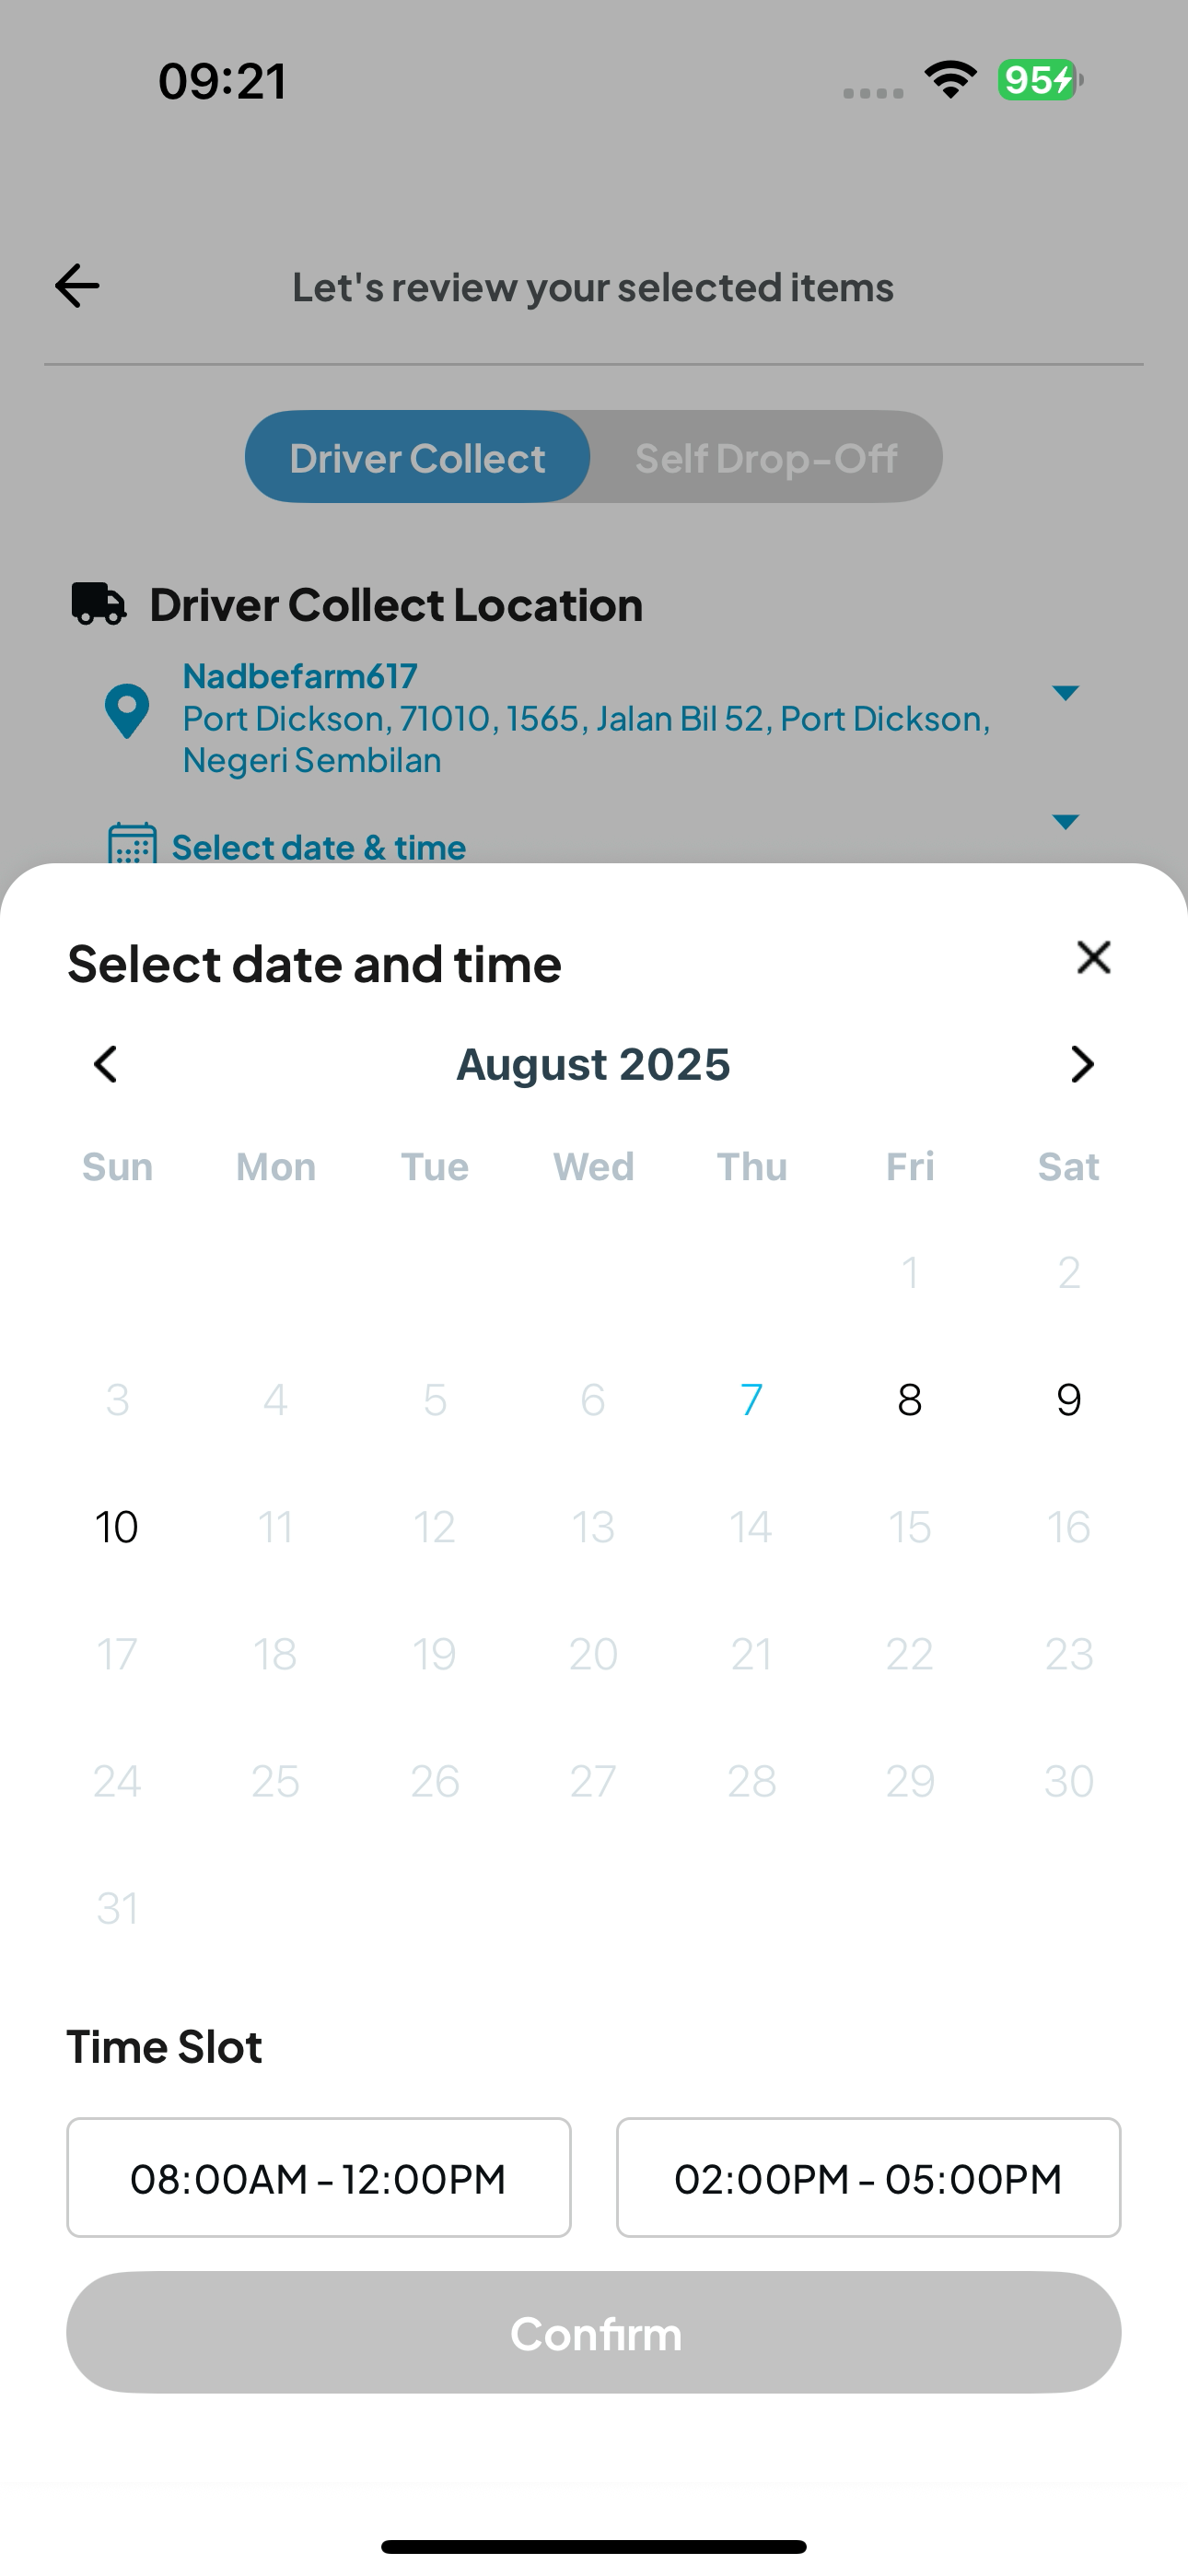 09:21
95
Let's review your selected items
Driver Collect Self Drop-Off
Driver Collect Location
Nadbefarm617
Port Dickson, 71010, 1565, Jalan Bil 52, Port Dickson,
Negeri Sembilan
Select date & time
Select date and time
August 2025
Sun Mon Tue Wed Thu Fri Sat
1 2
3 4 5 6 7 8 9
10 11 12 13 14 15 16
17 18 19 20 21 22 23
24 25 26 27 28 29 30
31
Time Slot
08:00AM - 12:00PM 02:00PM - 05:00PM
Confirm